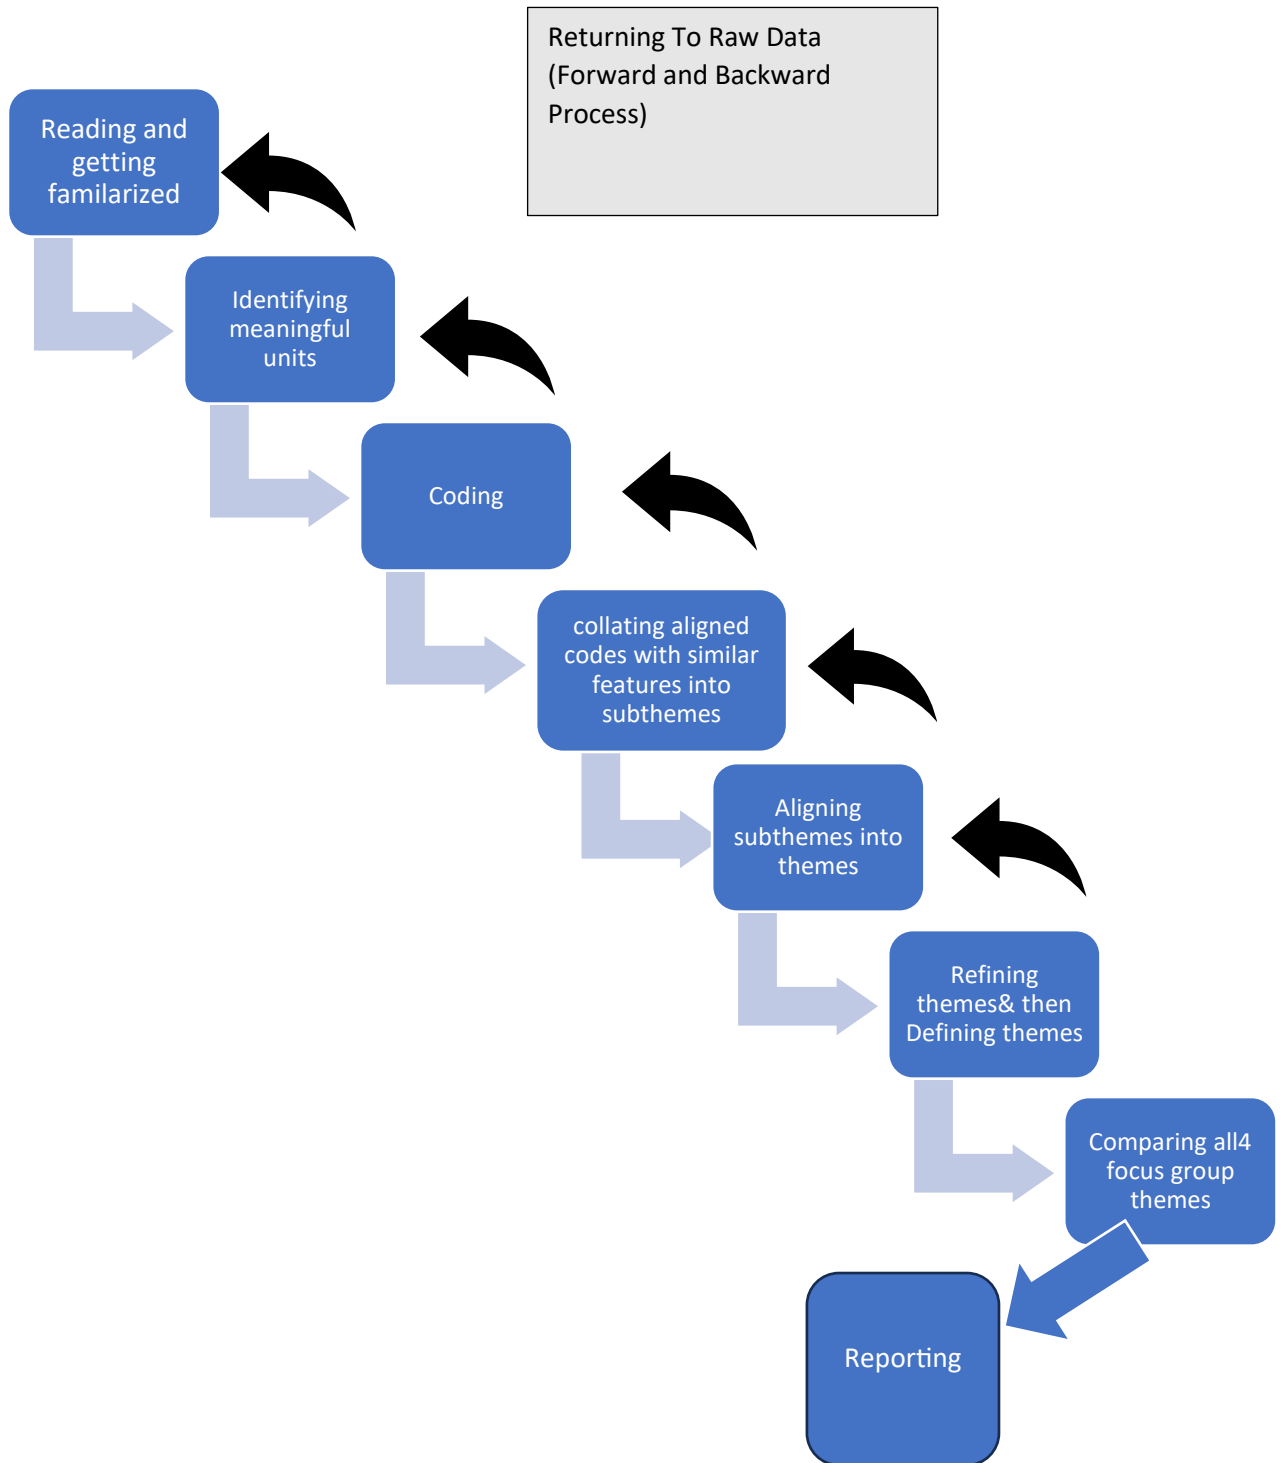 Returning To Raw Data
(Forward and Backward
Process)
Reading and
getting
familarized
Identifying
meaningful
units
Coding
collating aligned
codes with similar
features into
subthemes
Aligning
subthemes into
themes
Refining
themes& then
Defining themes
Comparing all4
focus group
themes
Reporting